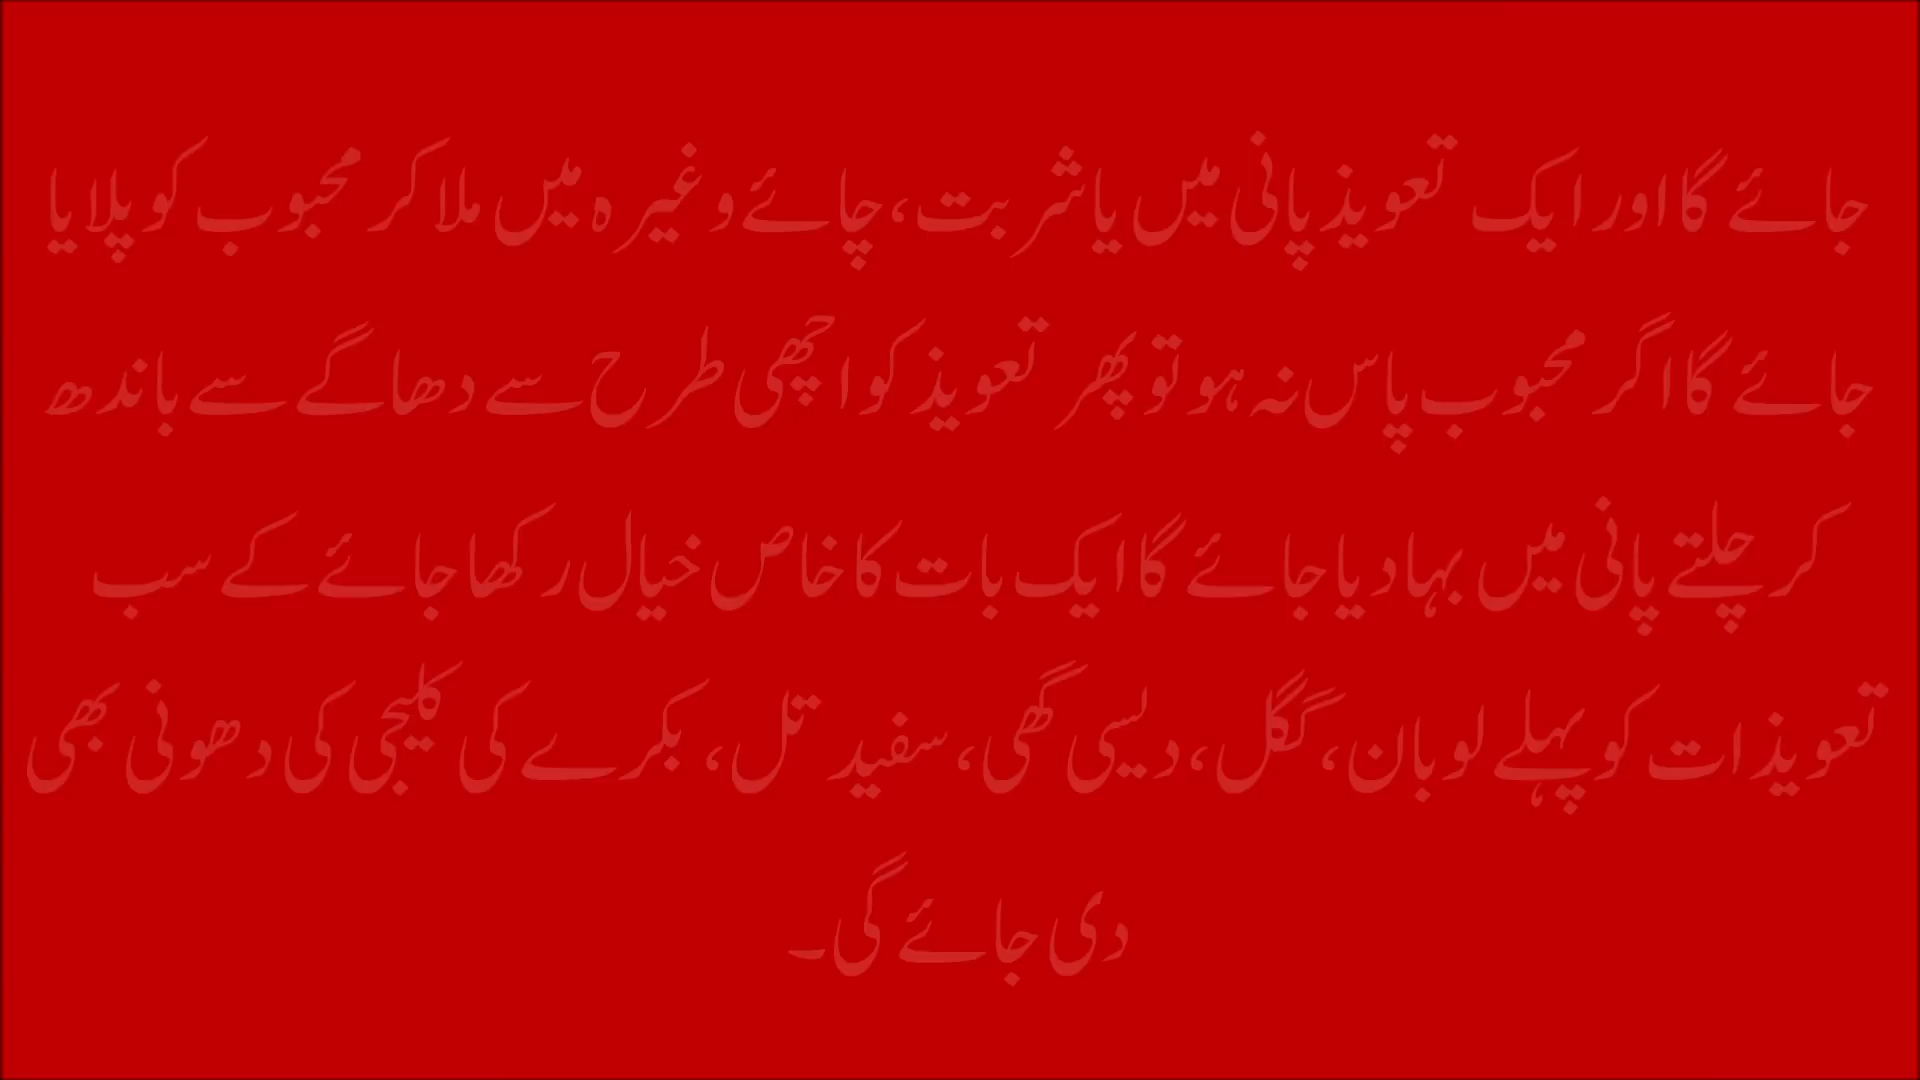 جائے گا اور ایک تعویذ پانی میں یا شربت، چائے وغیرہ میں ملا کر محبوب کو پلایا
جائے گا اگر محبوب پاس نہ ہو تو پھر تعویذ کو اچھی طرح سے دھاگے سے باندھ
کر چلتے پانی میں بہا دیا جائے گا ایک بات کا خاص خیال رکھا جائے کے سب
تعویذات کو پہلے لوبان، گگل، دیسی گھی، سفید تل، بکرے کی کلیجی کی دھونی بھی
دی جائے گی۔